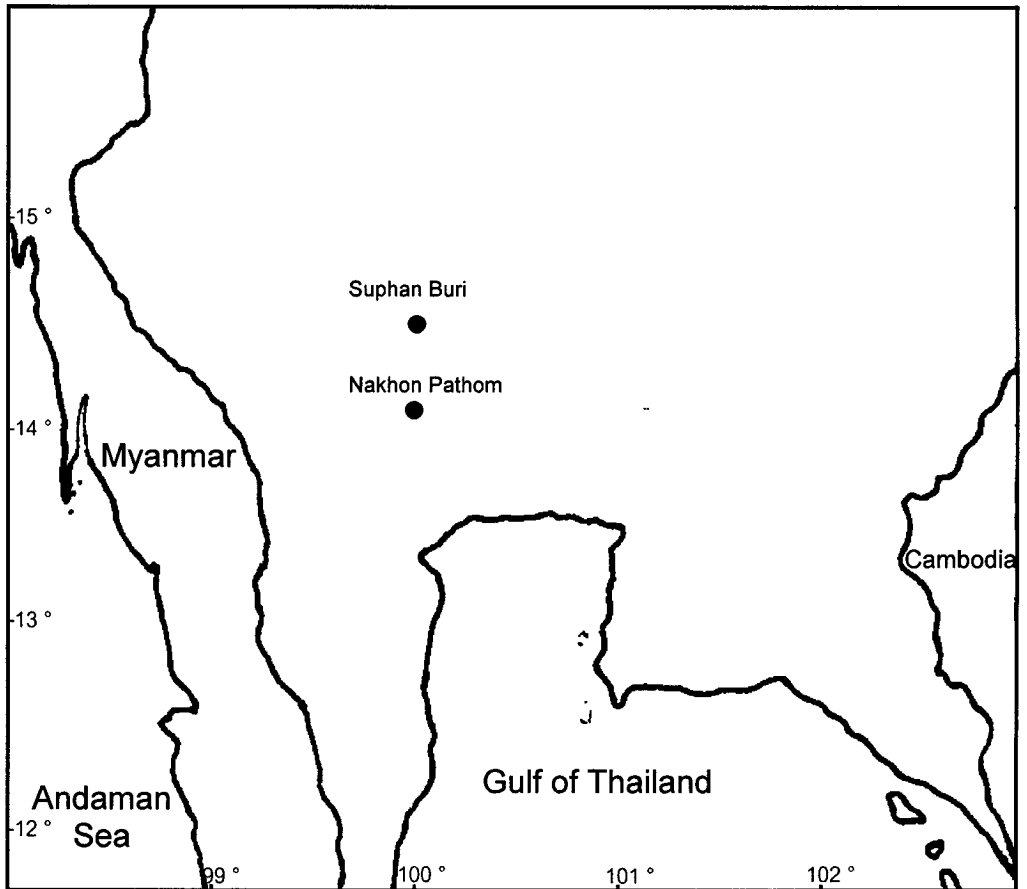 15 °
Suphan Buri
Nakhon Pathom
14 °
Myanmar
Cambodia
13 °
Gulf of Thailand
Andaman
Sea
12 °
99 °
100 °
101 °
102 °